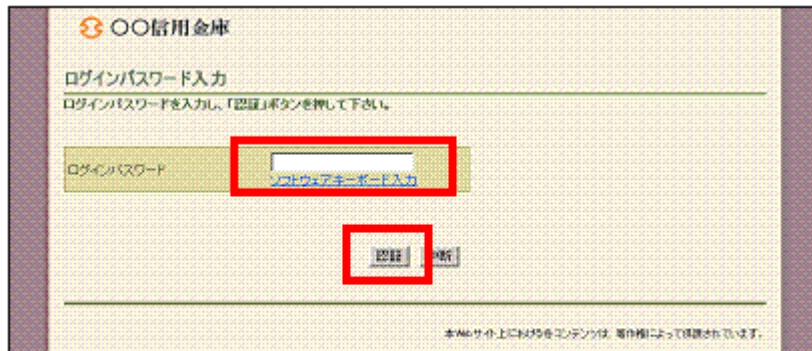 〇〇信用金庫
ログインパスワード入力
ログインパスワードを入力し、「認証」ボタンを押して下さい。
ログインパスワード
ソフトウェアキーボード入力
認証 中断
本Webサイト上における各コンテンツは、著作権によって保護されています。